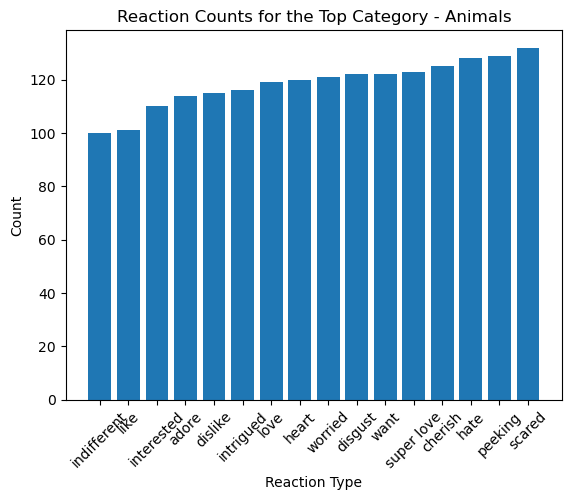 Reaction Counts for the Top Category - Animals
Count
120
100
80
60
40
20
0
indifferent
like
interested
adore
dislike
intrigued
love
heart
worried
disgust
want
super love
cherish
hate
peeking
scared
Reaction Type